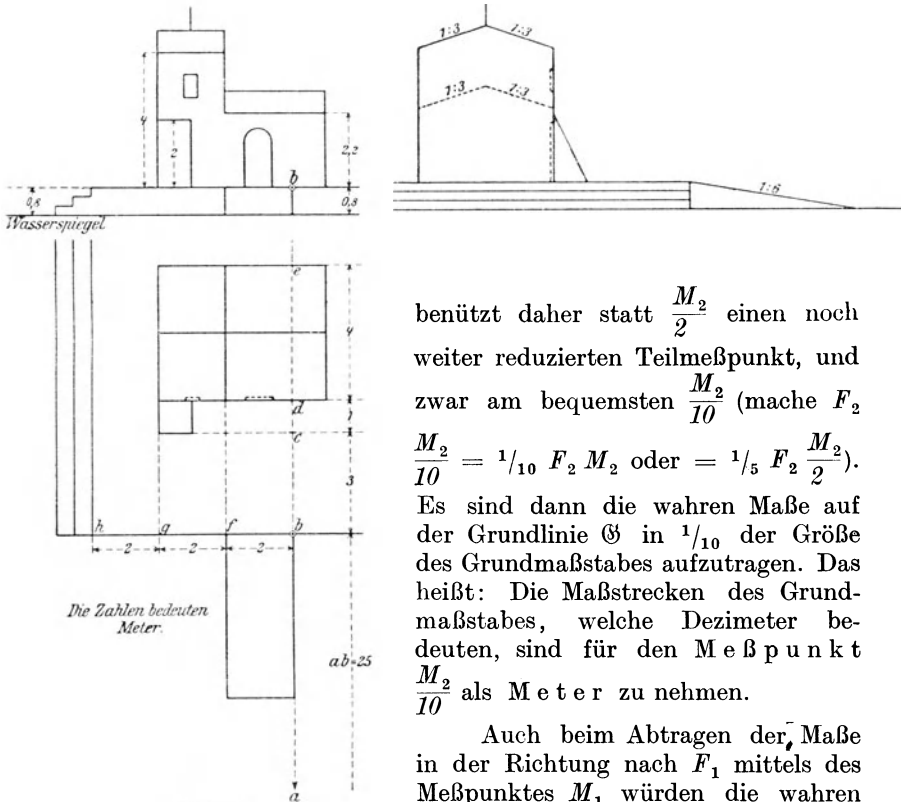 4
2
2,2
b
0,8
0,8
Wasserspiegel
1:3
1:3
1:3
1:3
1:6
e
4
d
1
c
3
h
g
f
b
2
2
2
Die Zahlen bedeuten
Meter.
ab=25
a
benützt daher statt M₂/2 einen noch
weiter reduzierten Teilmeßpunkt, und
zwar am bequemsten M₂/10 (mache F₂
M₂/10 = ¹/₁₀ F₂ M₂ oder = ¹/₅ F₂ M₂/2).
Es sind dann die wahren Maße auf
der Grundlinie 𝔊 in ¹/₁₀ der Größe
des Grundmaßstabes aufzutragen. Das
heißt: Die Maßstrecken des Grund-
maßstabes, welche Dezimeter be-
deuten, sind für den Meßpunkt
M₂/10 als Meter zu nehmen.
Auch beim Abtragen der Maße
in der Richtung nach F₁ mittels des
Meßpunktes M₁ würden die wahren